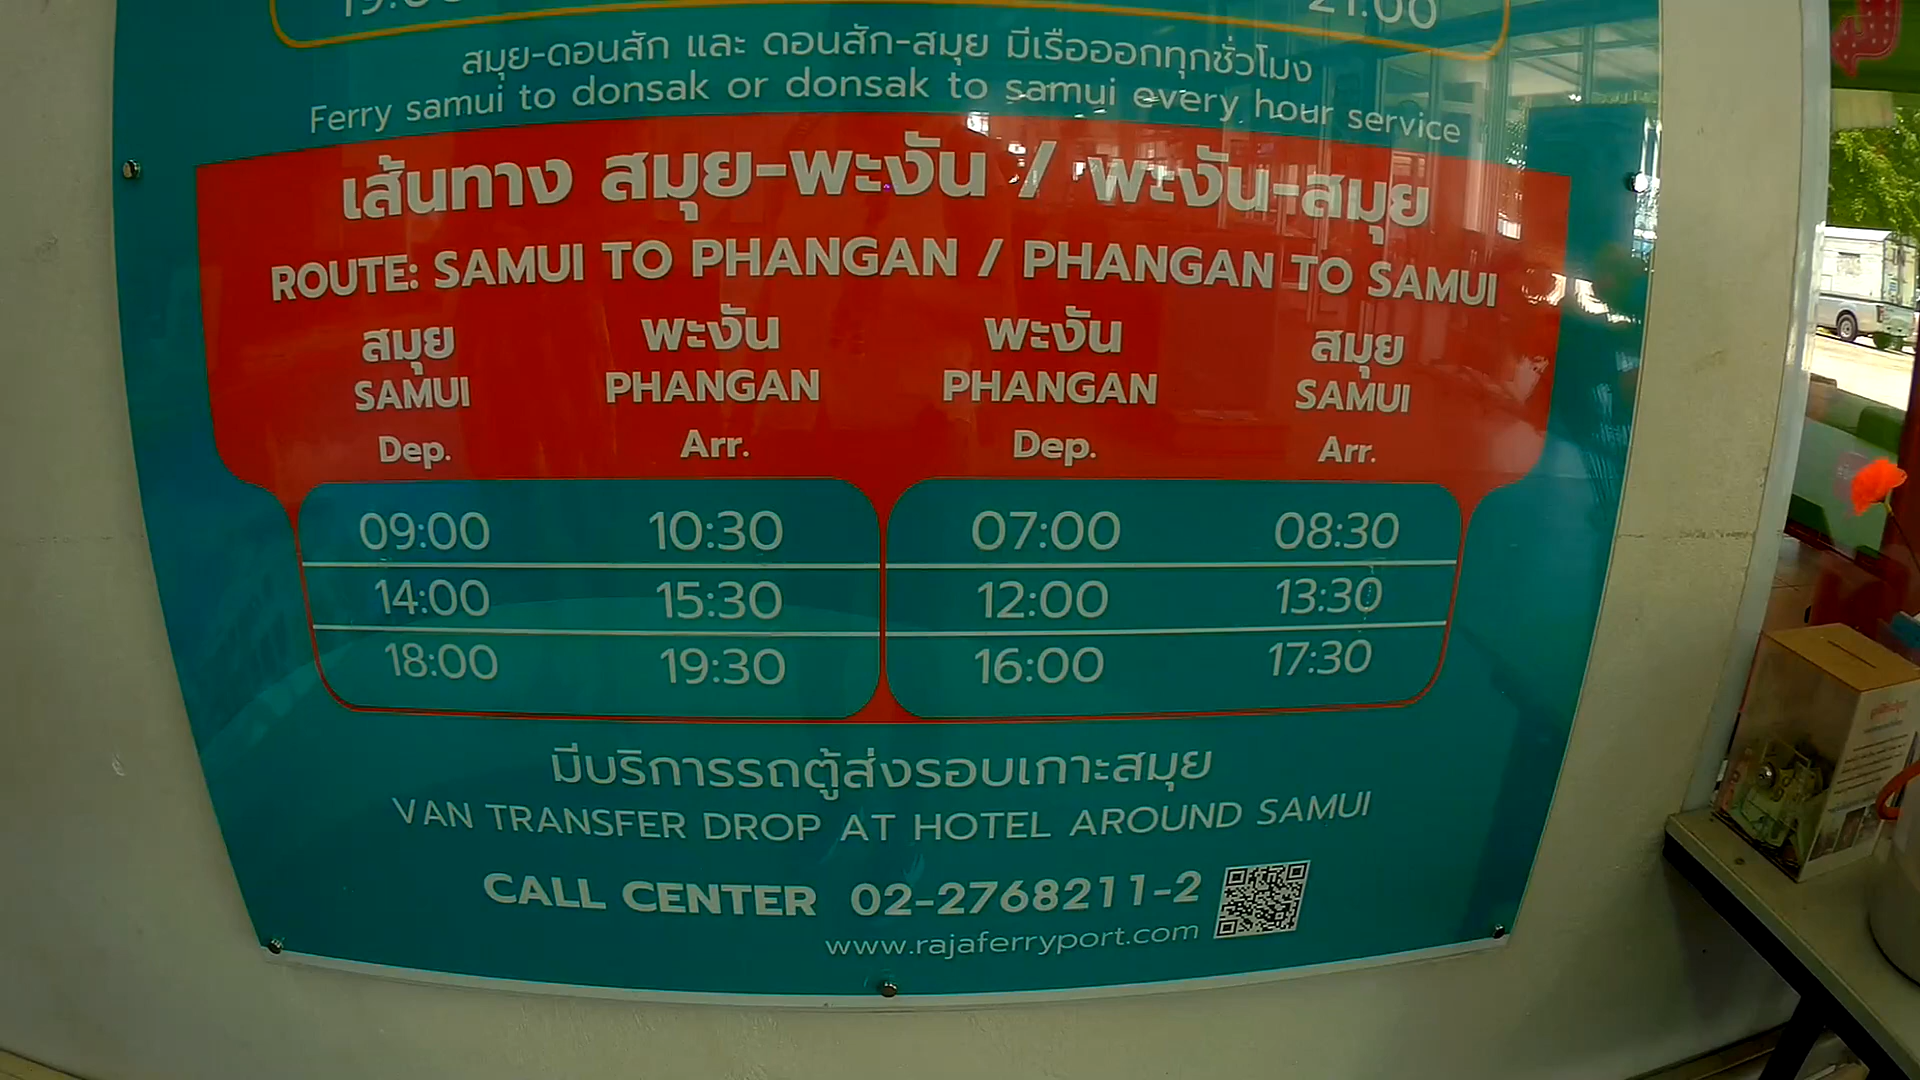 21:00
สมุย-ดอนสัก และ ดอนสัก-สมุย มีเรือออกทุกชั่วโมง
Ferry samui to donsak or donsak to samui every hour service
เส้นทาง สมุย-พะงัน / พะงัน-สมุย
ROUTE: SAMUI TO PHANGAN / PHANGAN TO SAMUI
สมุย พะงัน พะงัน สมุย
SAMUI PHANGAN PHANGAN SAMUI
Dep. Arr. Dep. Arr.
09:00 10:30 07:00 08:30
14:00 15:30 12:00 13:30
18:00 19:30 16:00 17:30
มีบริการรถตู้ส่งรอบเกาะสมุย
VAN TRANSFER DROP AT HOTEL AROUND SAMUI
CALL CENTER 02-2768211-2
www.rajaferryport.com